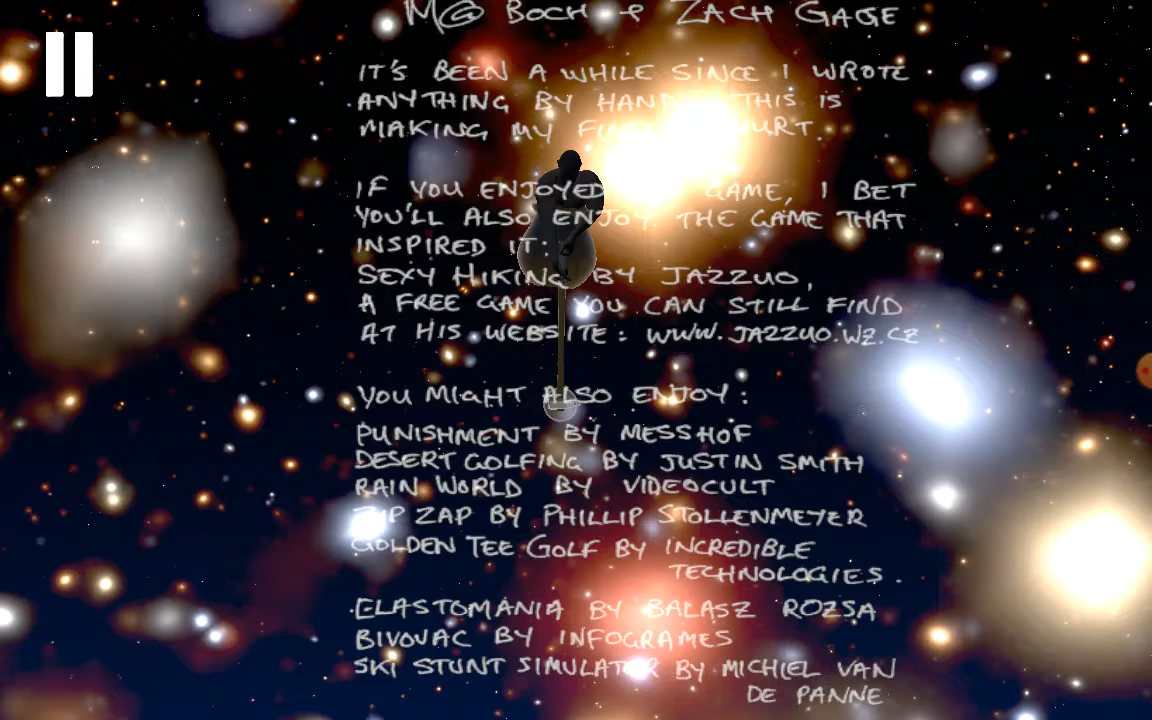 M@ BOCH & ZACH GAGE
IT'S BEEN A WHILE SINCE I WROTE
ANYTHING BY HAND THIS IS
MAKING MY HURT.
IF YOU ENJOYED GAME, I BET
YOU'LL ALSO ENJOY THE GAME THAT
INSPIRED IT:
SEXY HIKING BY JAZZUO,
A FREE GAME YOU CAN STILL FIND
AT HIS WEBSITE: WWW.JAZZUO.WZ.CZ
YOU MIGHT ALSO ENJOY:
PUNISHMENT BY MESSHOF
DESERT GOLFING BY JUSTIN SMITH
RAIN WORLD BY VIDEOCULT
ZIP ZAP BY PHILLIP STOLLENMEYER
GOLDEN TEE GOLF BY INCREDIBLE
TECHNOLOGIES.
ELASTOMANIA BY BALASZ ROZSA
BIVOUAC BY INFOGRAMES
SKI STUNT SIMULATOR BY MICHIEL VAN
DE PANNE